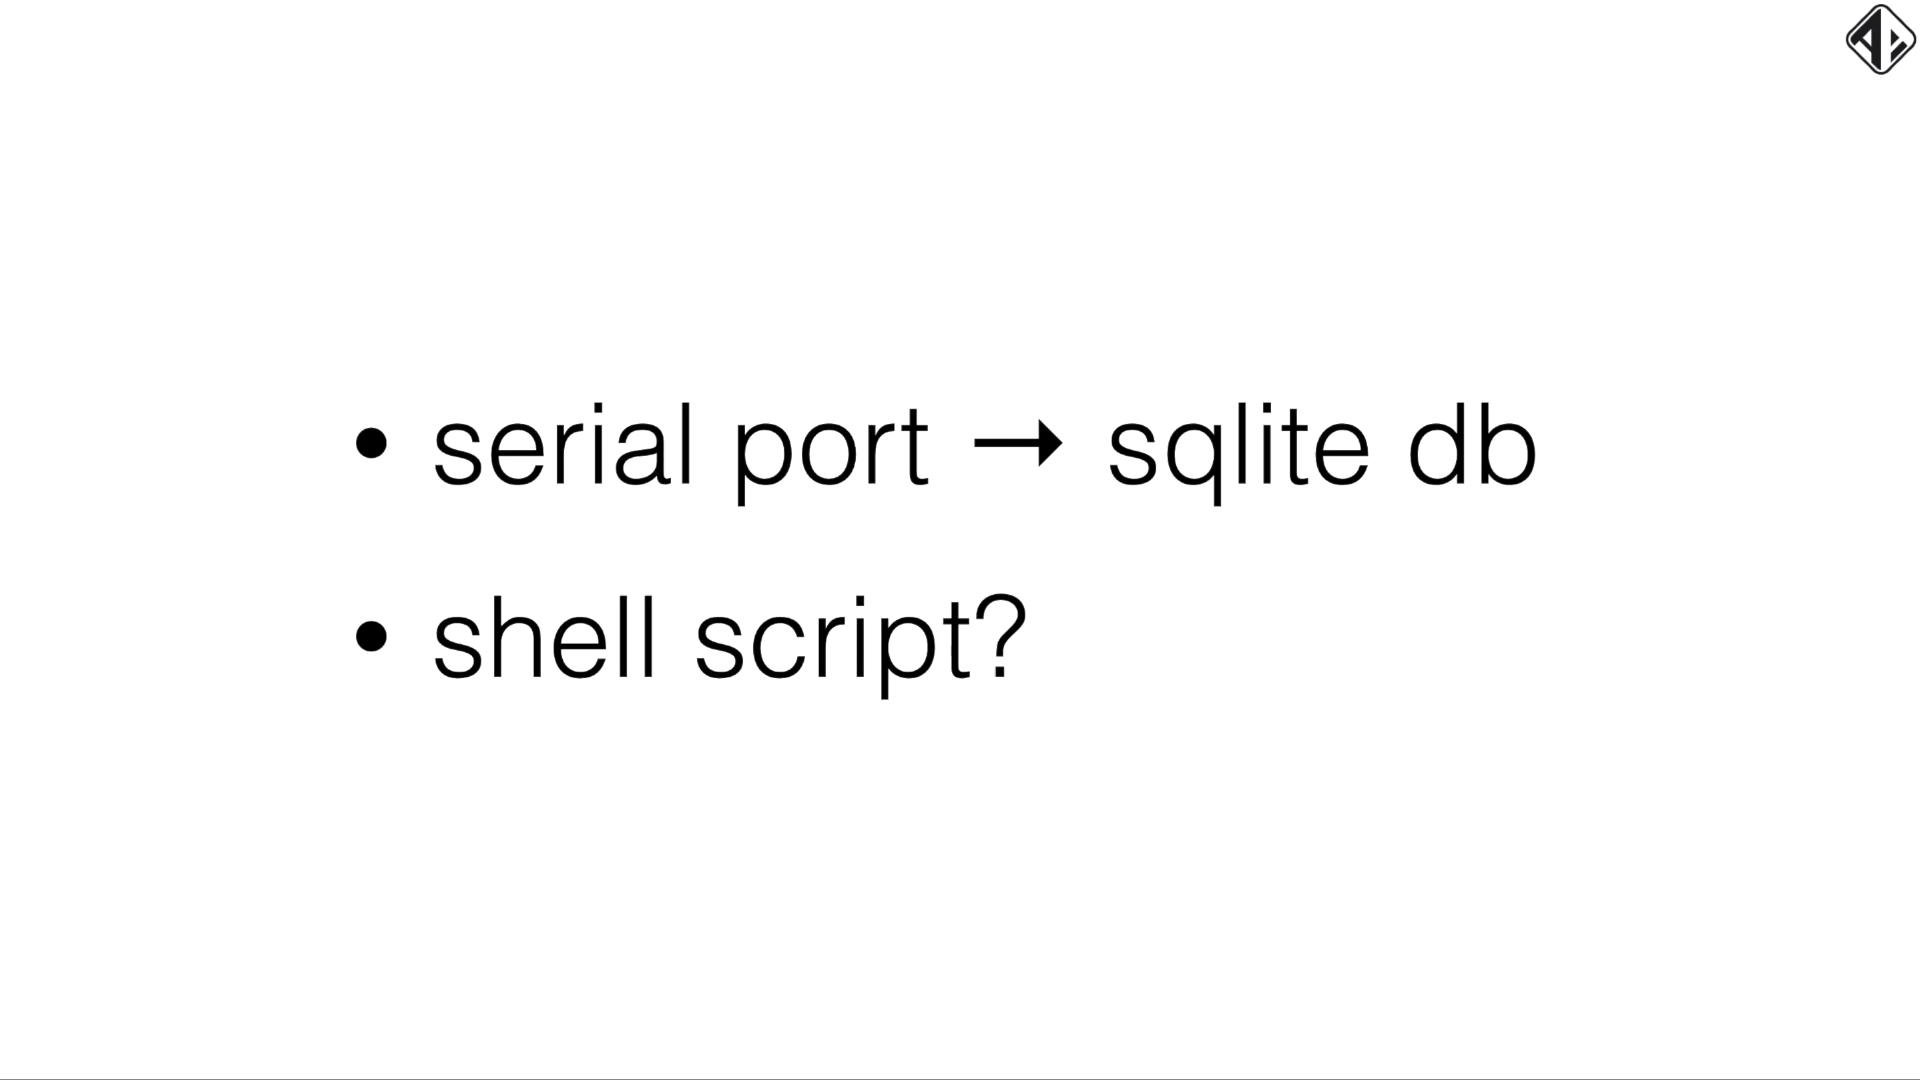 • serial port → sqlite db
• shell script?